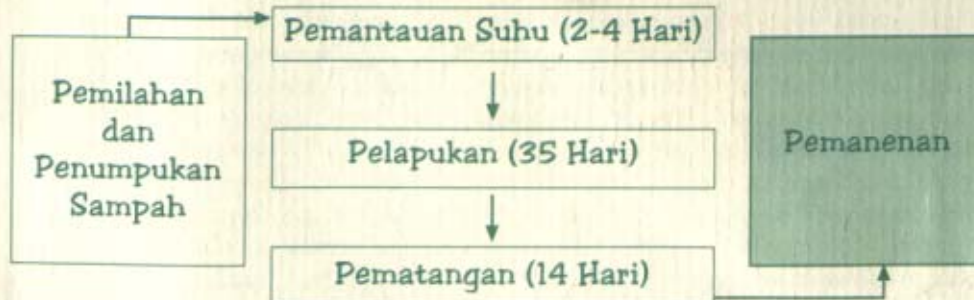 Pemilahan
dan
Penumpukan
Sampah
Pemantauan Suhu (2-4 Hari)
Pelapukan (35 Hari)
Pematangan (14 Hari)
Pemanenan